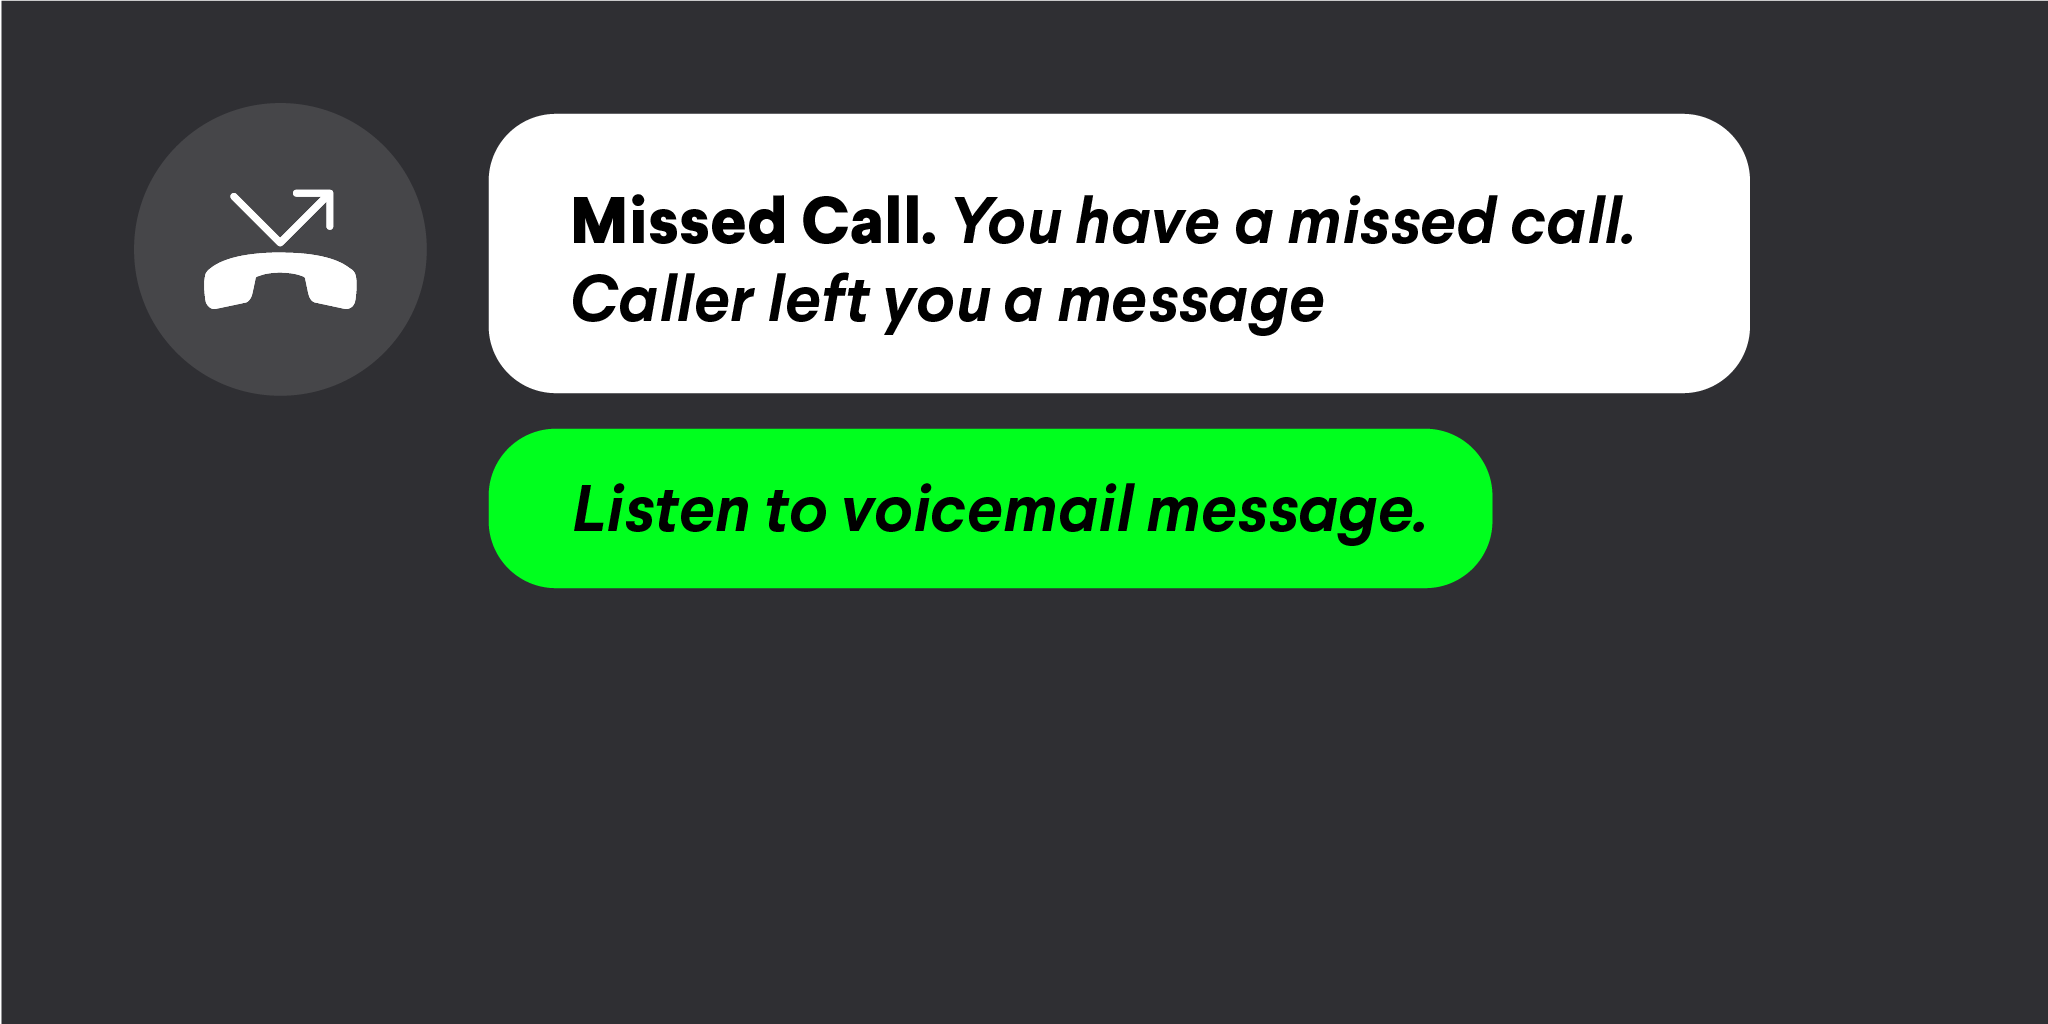 Missed Call. You have a missed call.
Caller left you a message
Listen to voicemail message.